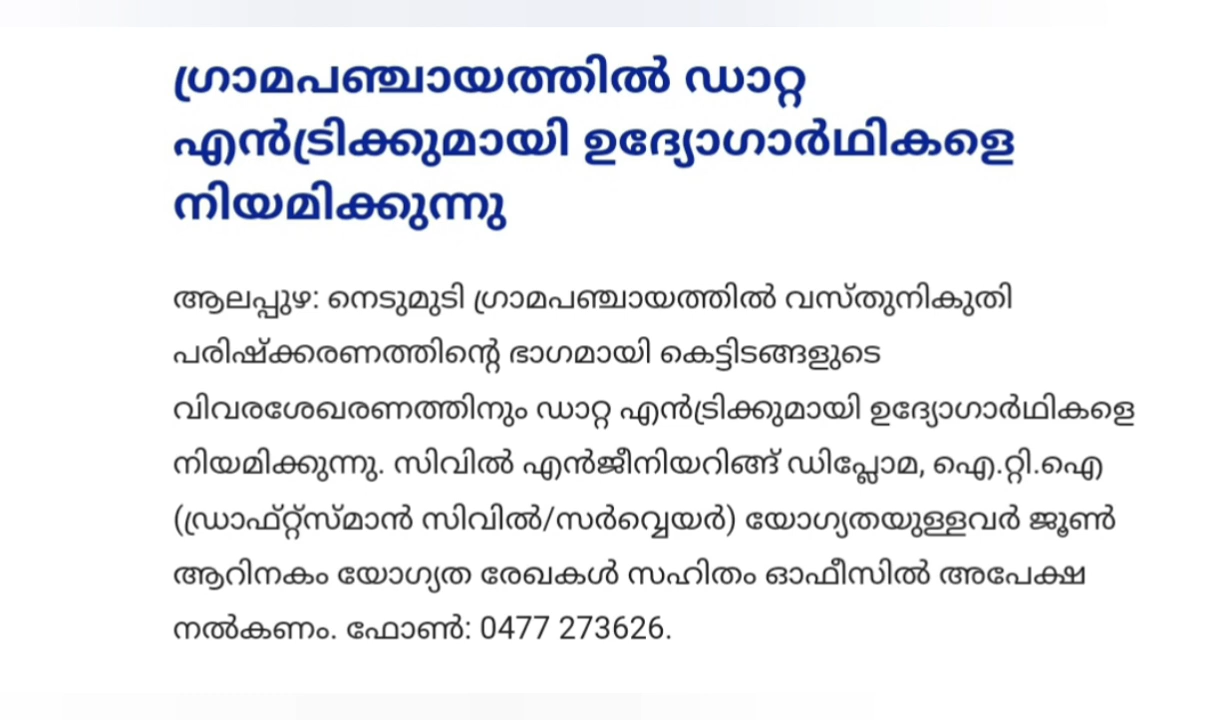 ഗ്രാമപഞ്ചായത്തിൽ ഡാറ്റ
എൻട്രിക്കുമായി ഉദ്യോഗാർഥികളെ
നിയമിക്കുന്നു
ആലപ്പുഴ: നെടുമുടി ഗ്രാമപഞ്ചായത്തിൽ വസ്തുനികുതി
പരിഷ്ക്കരണത്തിന്റെ ഭാഗമായി കെട്ടിടങ്ങളുടെ
വിവരശേഖരണത്തിനും ഡാറ്റ എൻട്രിക്കുമായി ഉദ്യോഗാർഥികളെ
നിയമിക്കുന്നു. സിവിൽ എൻജീനിയറിങ്ങ് ഡിപ്ലോമ, ഐ.റ്റി.ഐ
(ഡ്രാഫ്റ്റ്സ്മാൻ സിവിൽ/സർവ്വെയർ) യോഗ്യതയുള്ളവർ ജൂൺ
ആറിനകം യോഗ്യത രേഖകൾ സഹിതം ഓഫീസിൽ അപേക്ഷ
നൽകണം. ഫോൺ: 0477 273626.